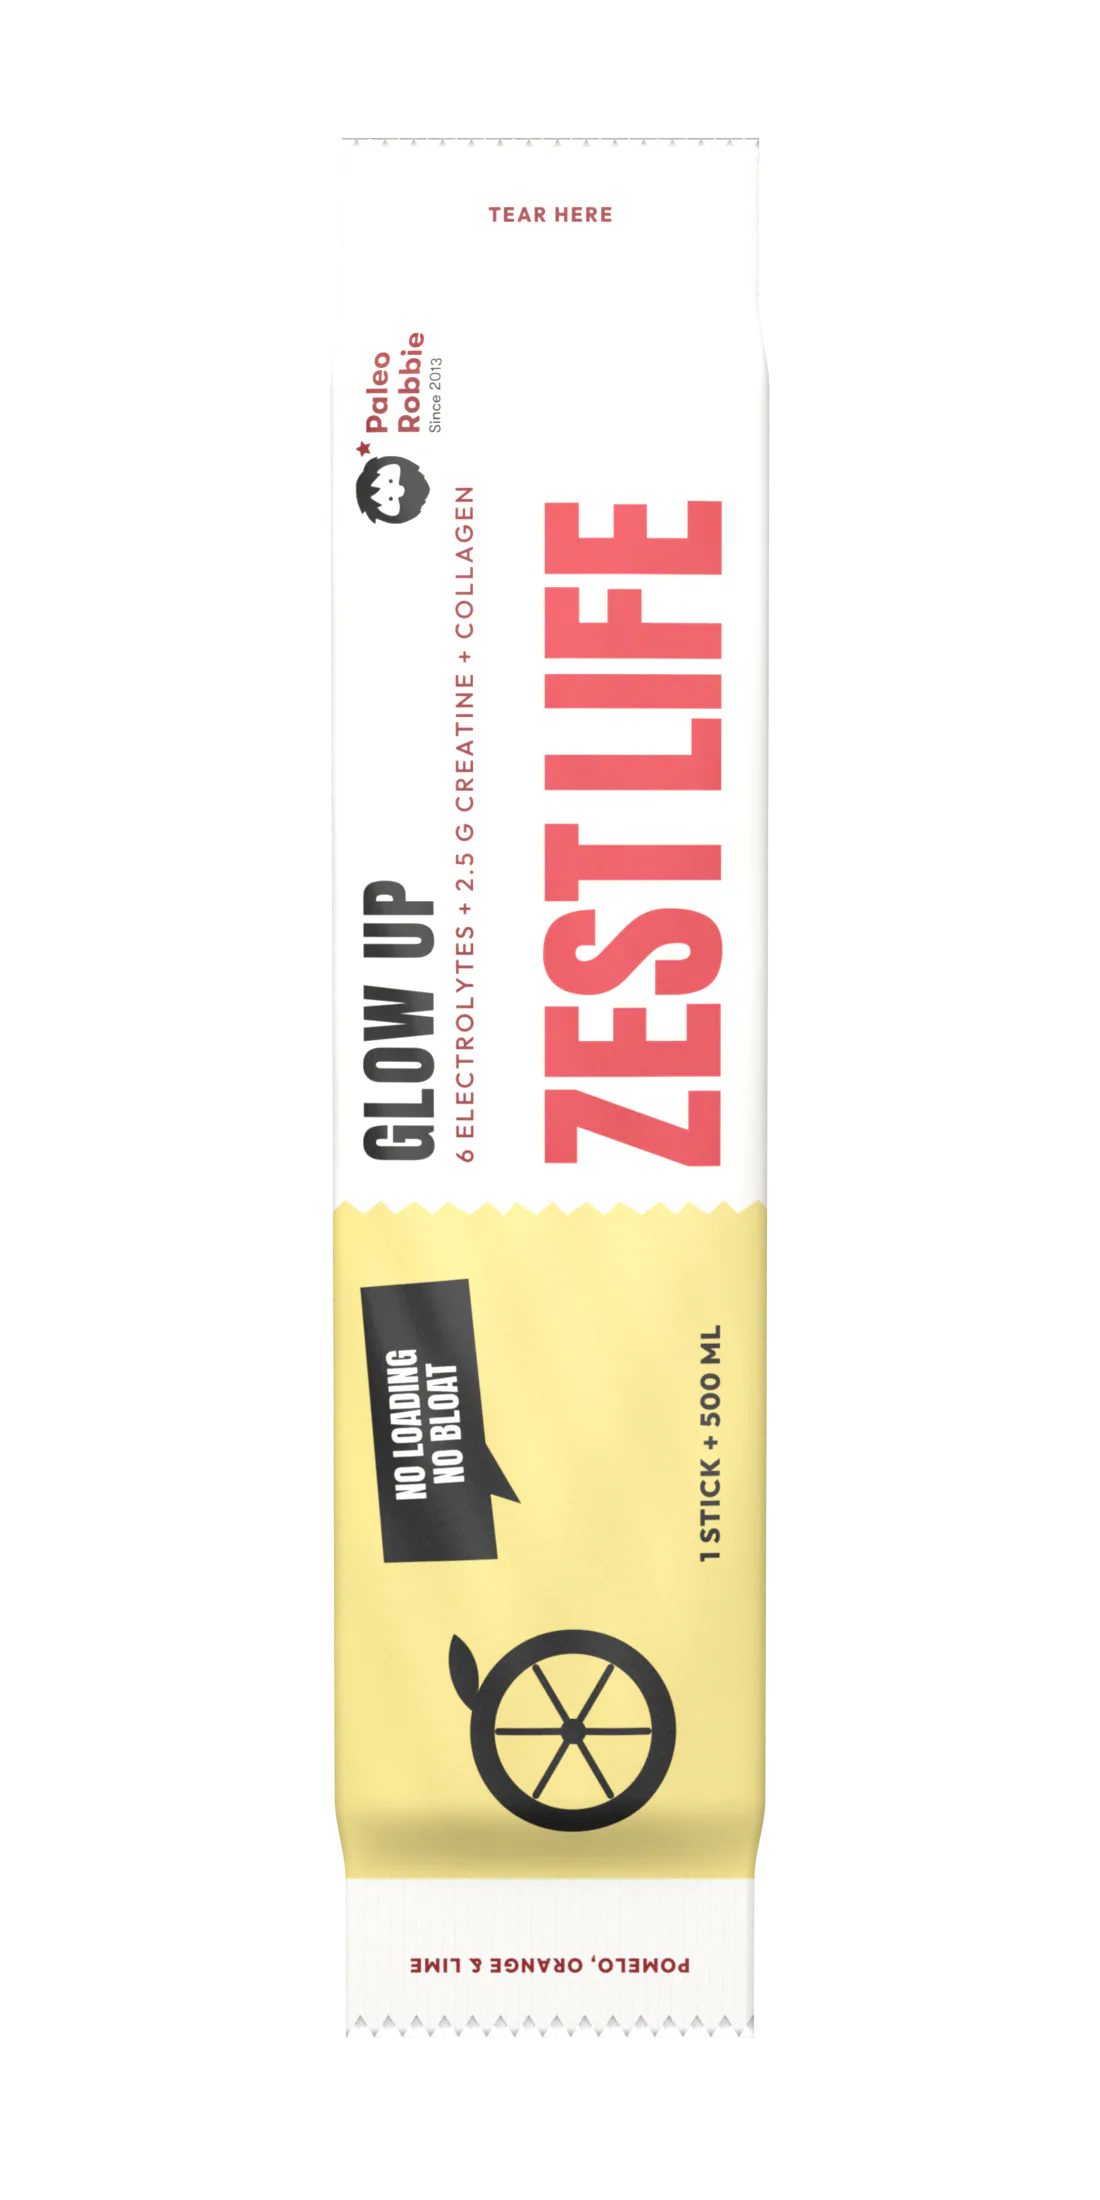 TEAR HERE
Paleo
Robbie
Since 2013
GLOW UP
6 ELECTROLYTES + 2.5 G CREATINE + COLLAGEN
ZEST LIFE
NO LOADING
NO BLOAT
1 STICK + 500 ML
POMELO, ORANGE & LIME